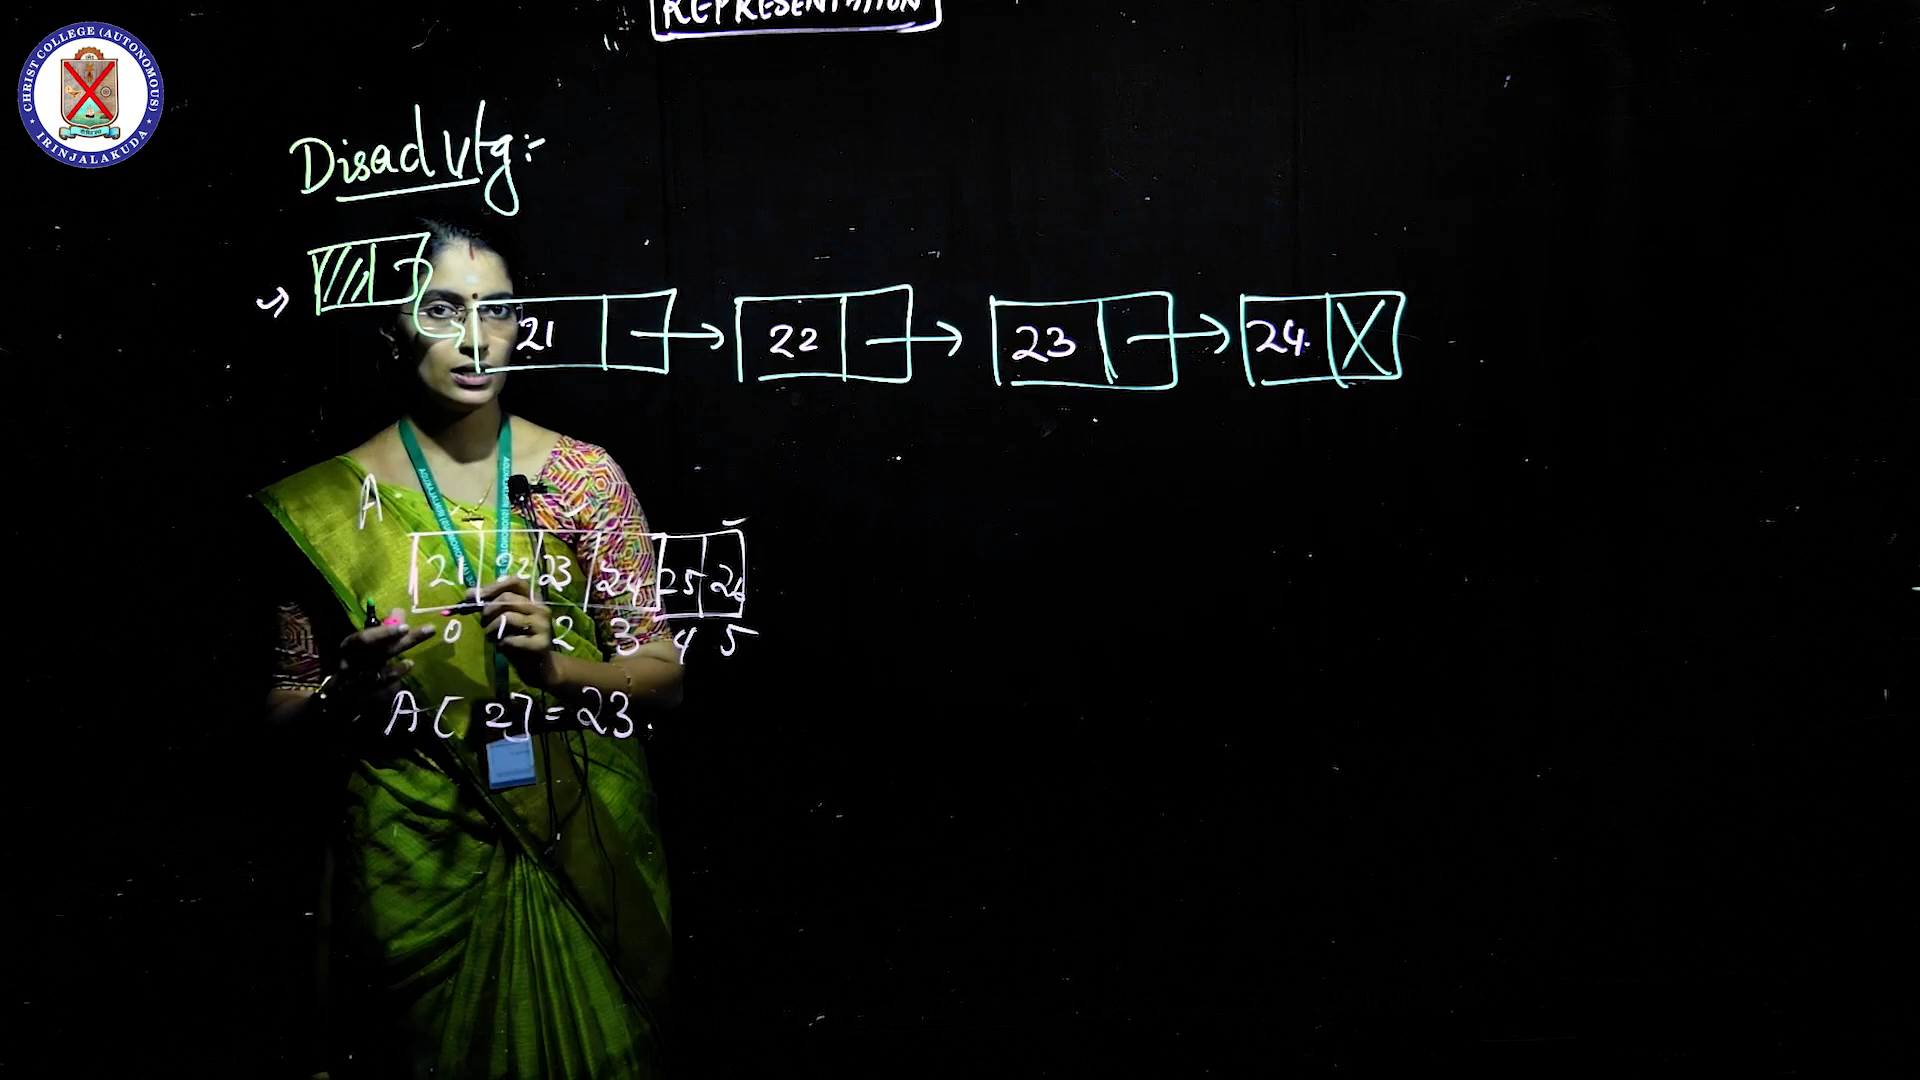 REPRESENTATION
CHRIST COLLEGE (AUTONOMOUS)
IRINJALAKUDA
Disadvtg:-
21 22 23 24. X
A
21 22 23 24 25 26
0 1 2 3 4 5
A[2] = 23.